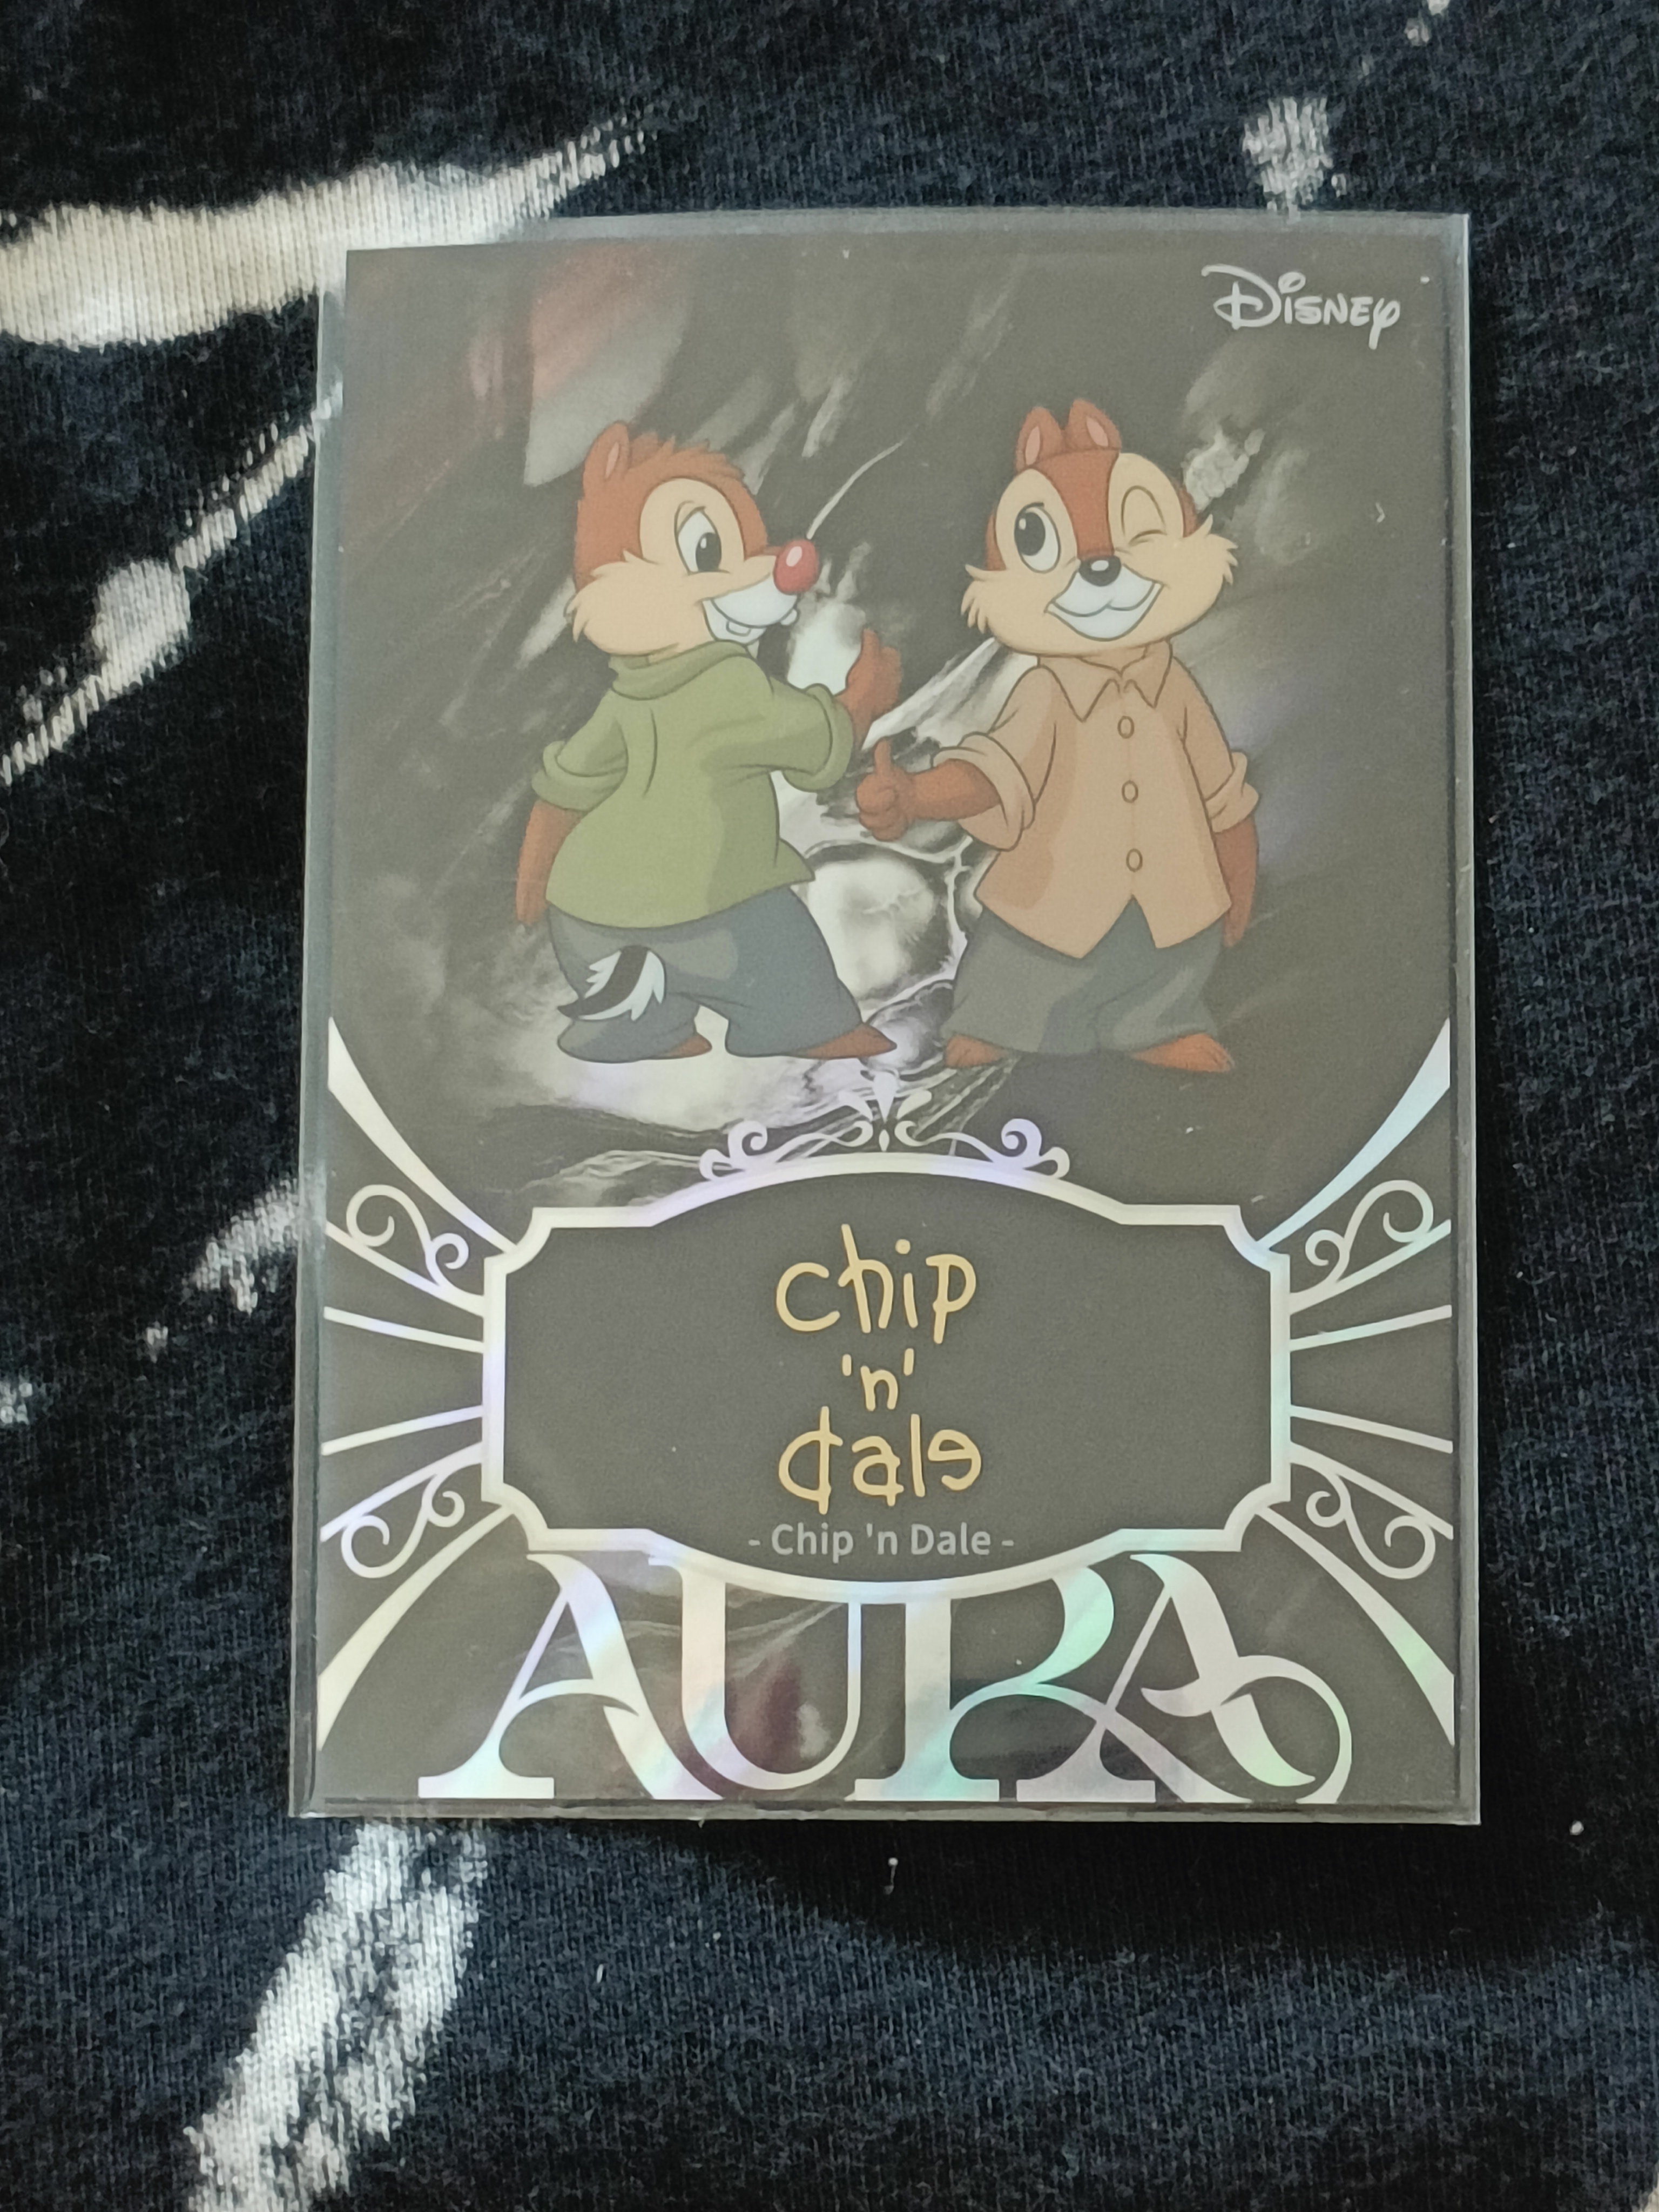 Disney
chip
'n'
dale
- Chip 'n Dale -
AURA